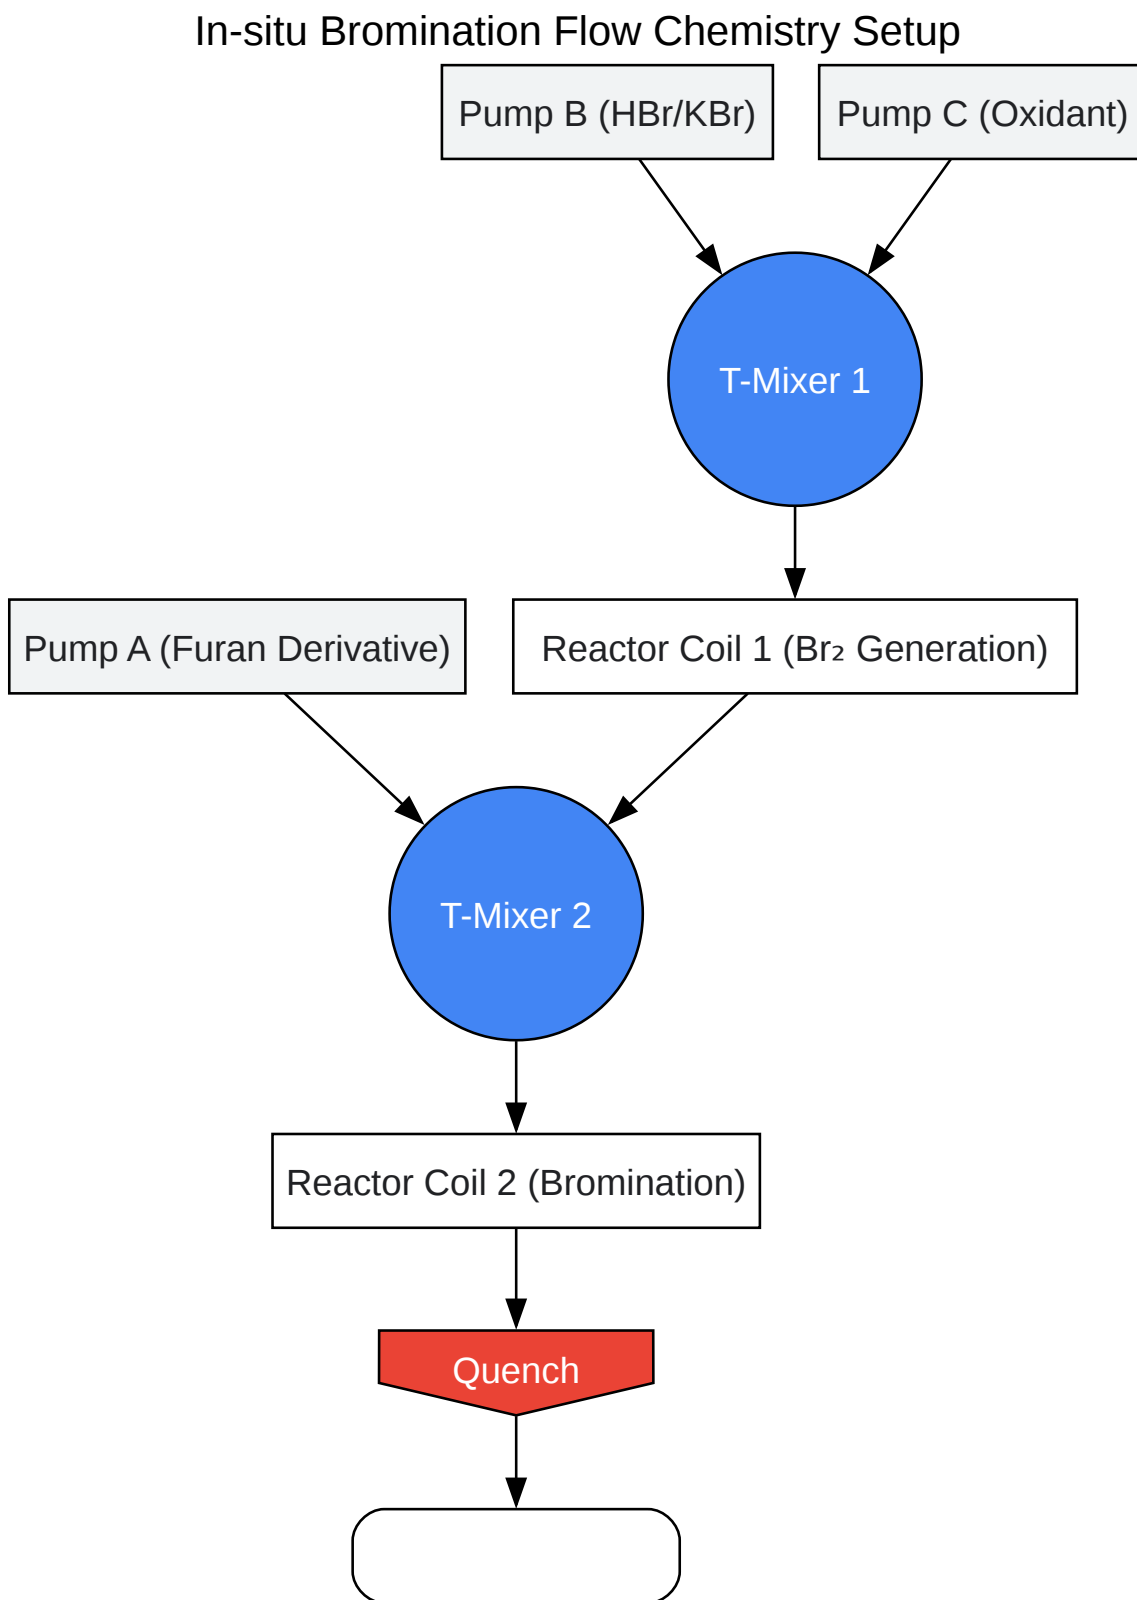 In-situ Bromination Flow Chemistry Setup
Pump B (HBr/KBr)
Pump C (Oxidant)
T-Mixer 1
Pump A (Furan Derivative)
Reactor Coil 1 (Br₂ Generation)
T-Mixer 2
Reactor Coil 2 (Bromination)
Quench